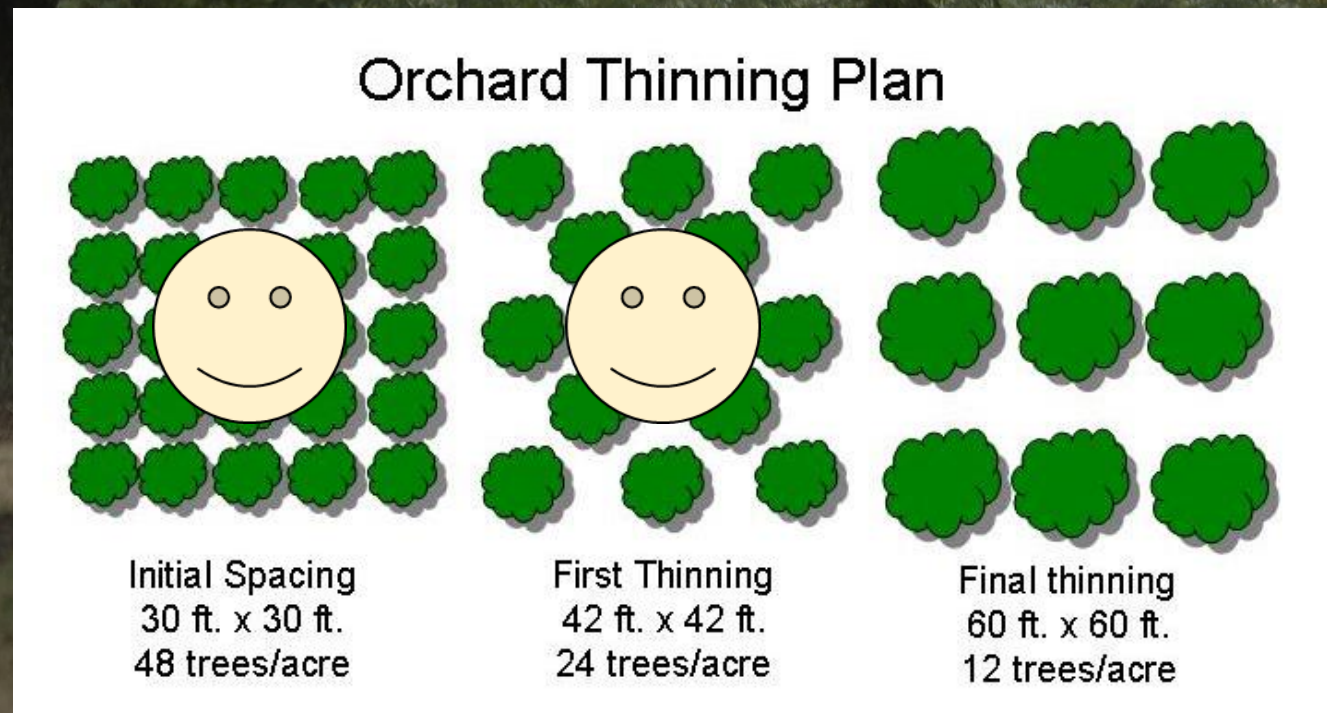 Orchard Thinning Plan
Initial Spacing
30 ft. x 30 ft.
48 trees/acre
First Thinning
42 ft. x 42 ft.
24 trees/acre
Final thinning
60 ft. x 60 ft.
12 trees/acre